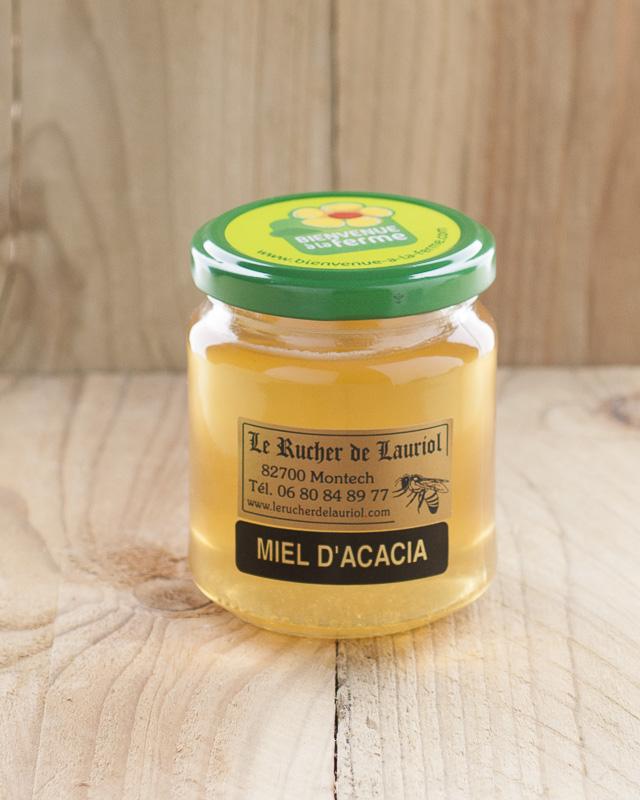 BIENVENUE
à la ferme
www.bienvenue-a-la-ferme.com
Le Rucher de Lauriol
82700 Montech
Tél. 06 80 84 89 77
www.lerucherdelauriol.com
MIEL D'ACACIA